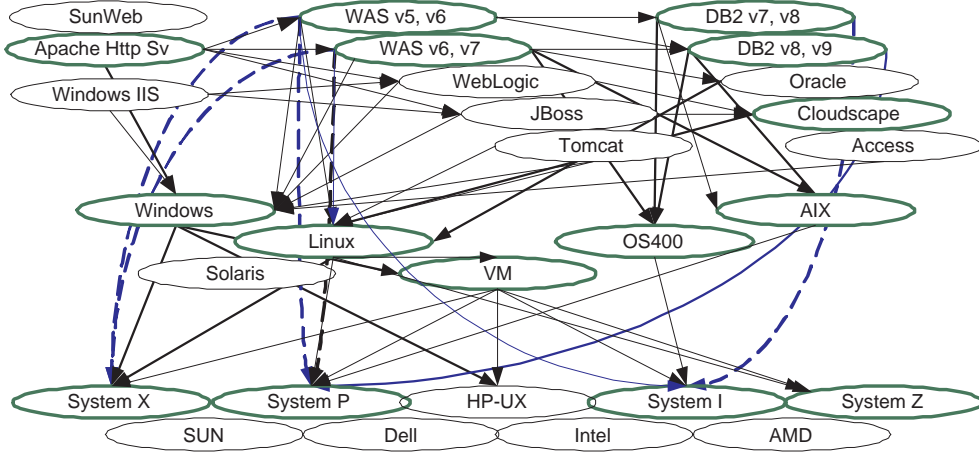 SunWeb
WAS v5, v6
DB2 v7, v8
Apache Http Sv
WAS v6, v7
DB2 v8, v9
WebLogic
Oracle
Windows IIS
JBoss
Cloudscape
Tomcat
Access
Windows
AIX
Linux
OS400
Solaris
VM
System X
System P
HP-UX
System I
System Z
SUN
Dell
Intel
AMD